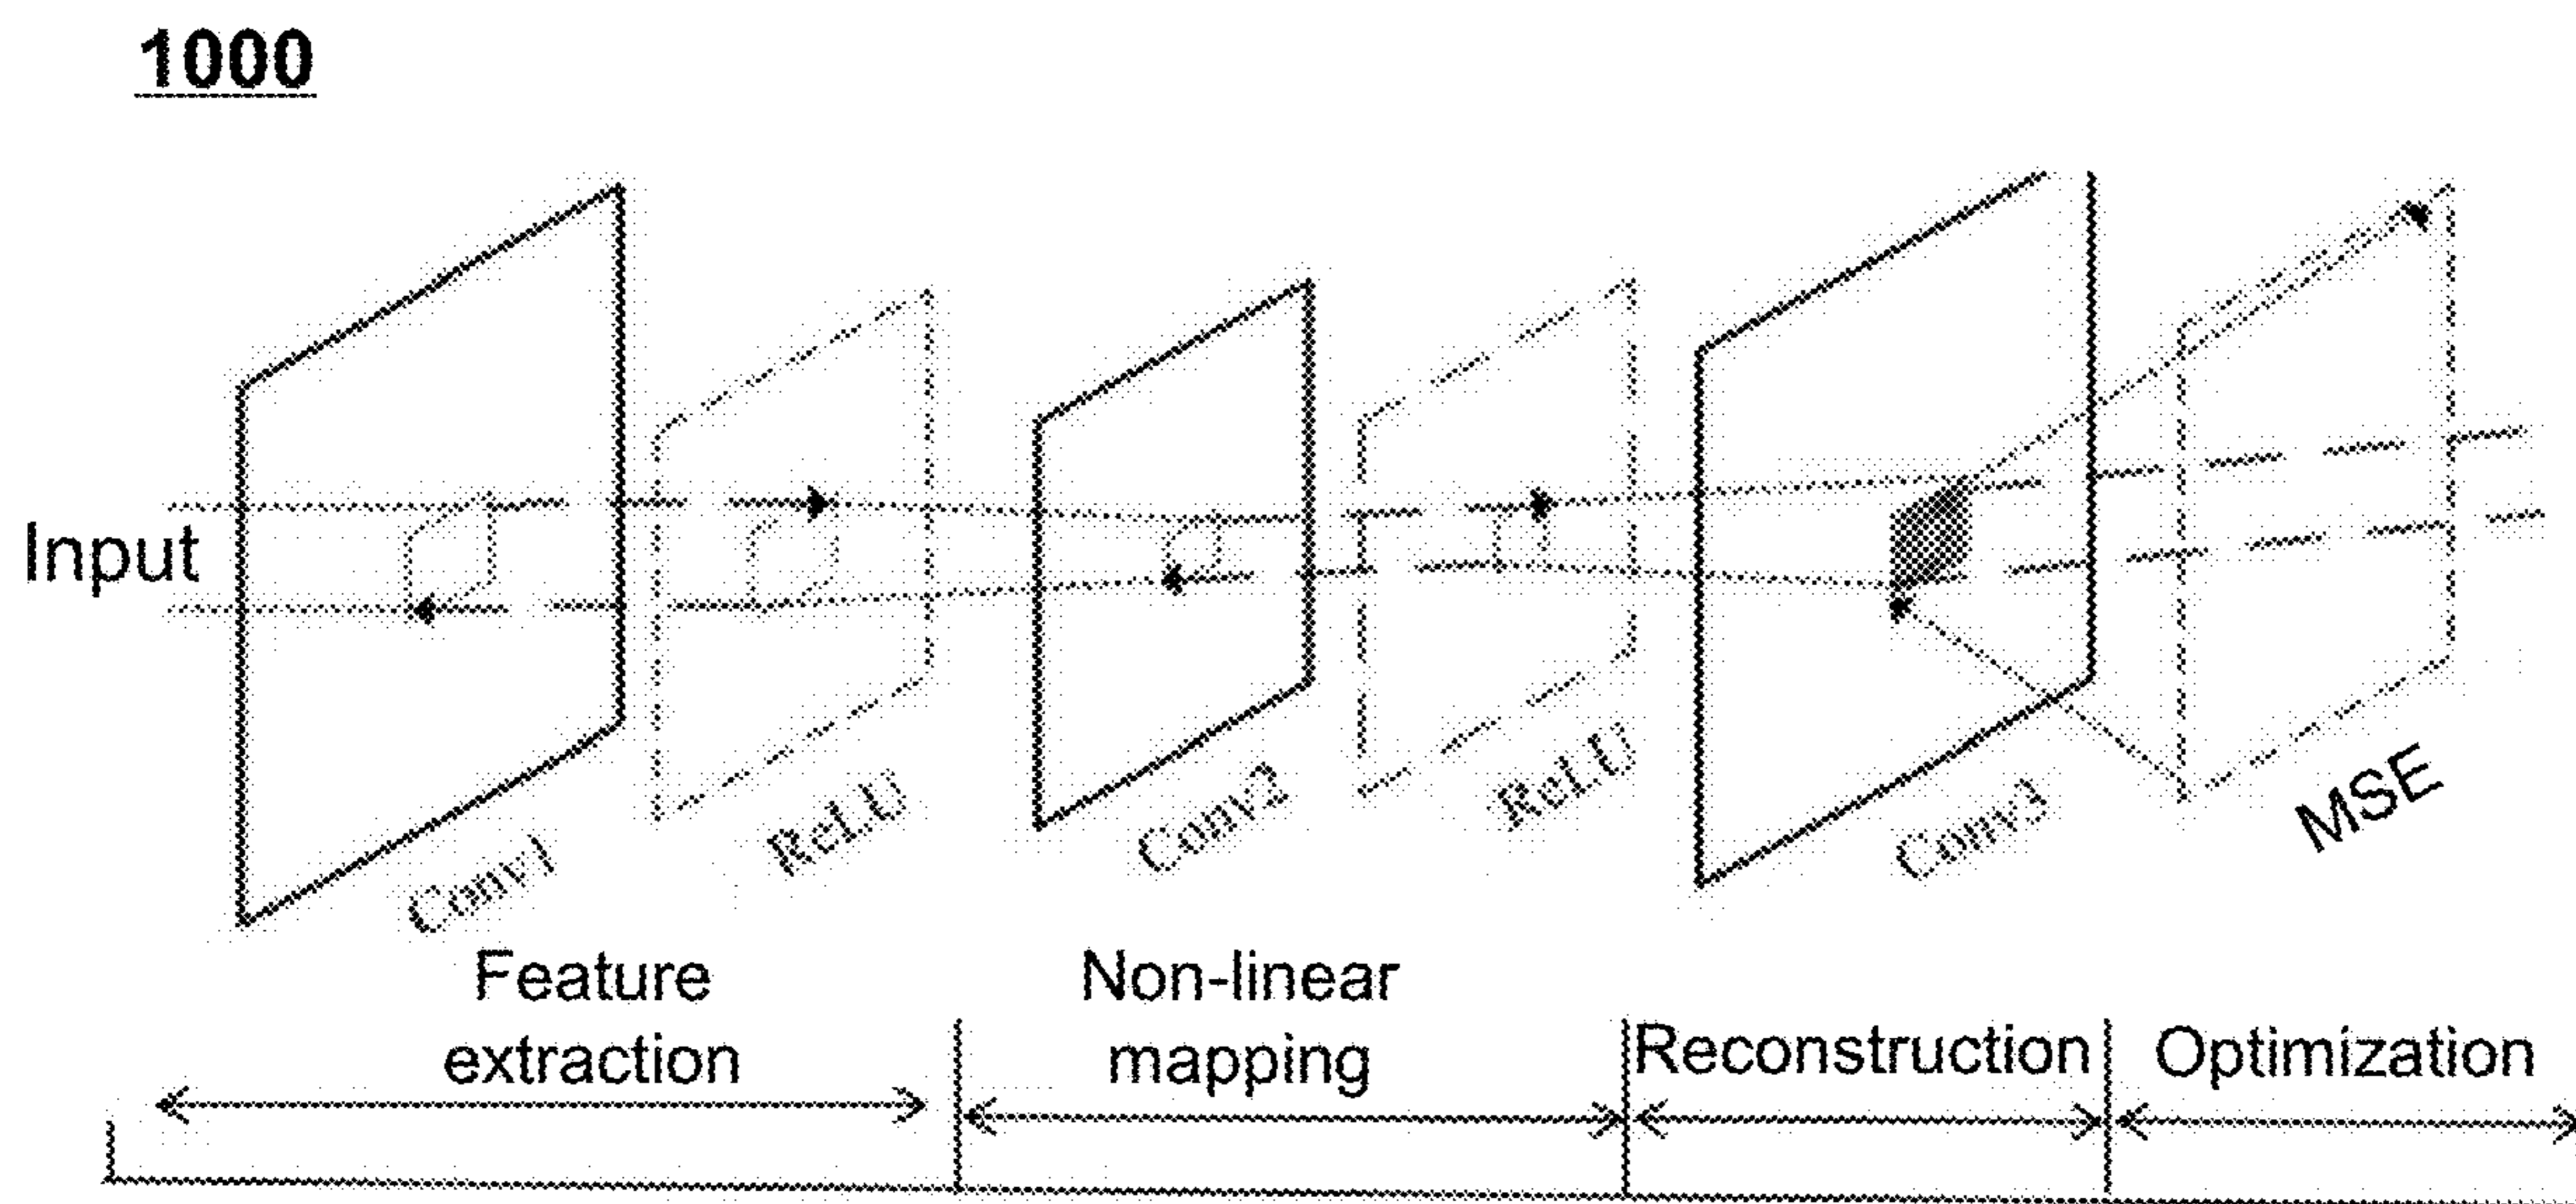 1000
Input
Conv1
ReLU
Conv2
ReLU
Conv3
MSE
Feature
extraction
Non-linear
mapping
Reconstruction
Optimization